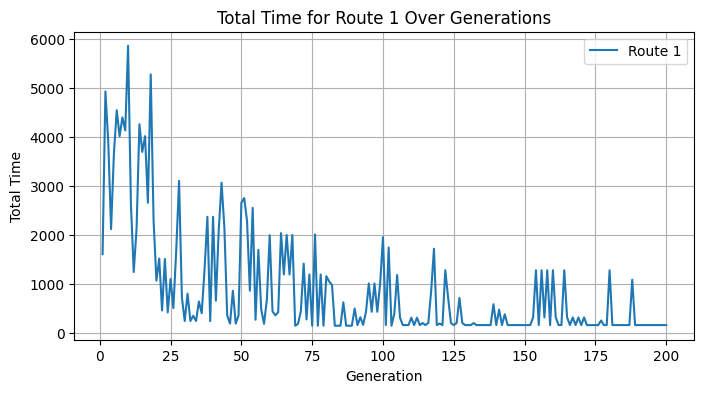 Total Time for Route 1 Over Generations
Route 1
6000
5000
4000
3000
2000
1000
0
Total Time
0 25 50 75 100 125 150 175 200
Generation